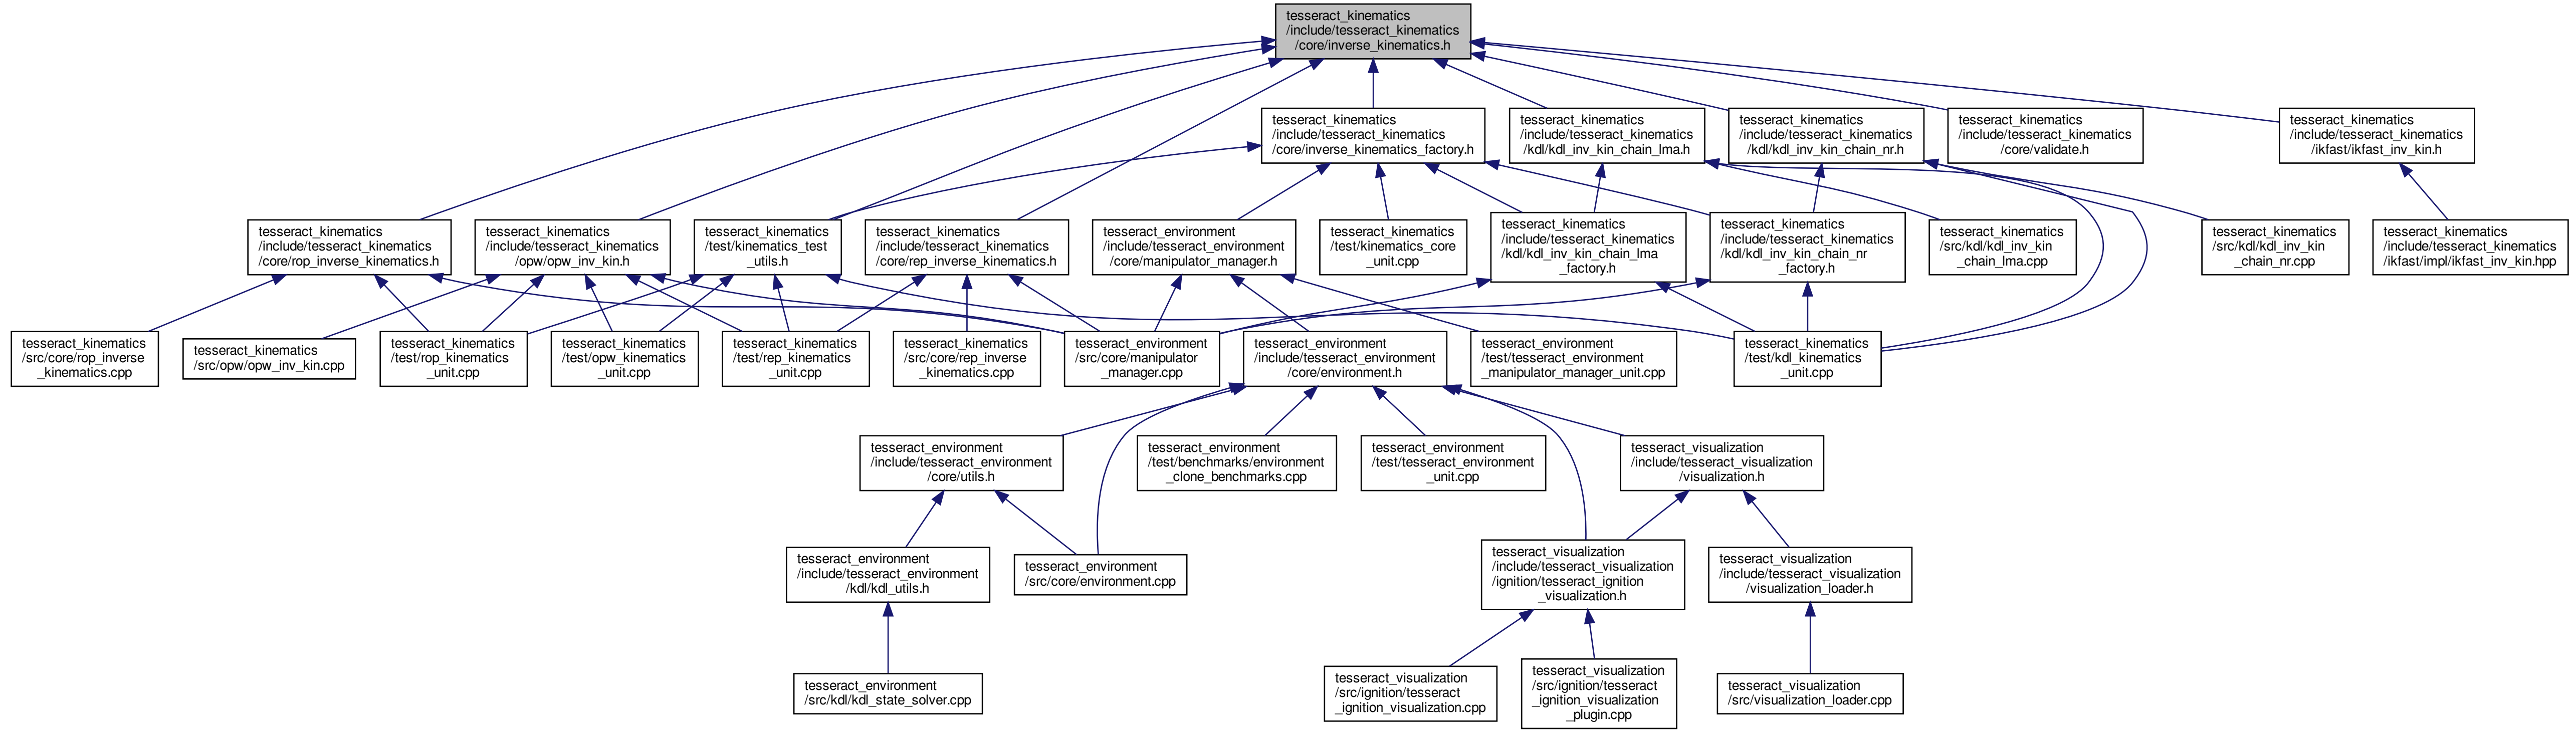 tesseract_kinematics
/include/tesseract_kinematics
/core/inverse_kinematics.h
tesseract_kinematics
/include/tesseract_kinematics
/core/inverse_kinematics_factory.h
tesseract_kinematics
/include/tesseract_kinematics
/kdl/kdl_inv_kin_chain_lma.h
tesseract_kinematics
/include/tesseract_kinematics
/kdl/kdl_inv_kin_chain_nr.h
tesseract_kinematics
/include/tesseract_kinematics
/core/validate.h
tesseract_kinematics
/include/tesseract_kinematics
/ikfast/ikfast_inv_kin.h
tesseract_kinematics
/include/tesseract_kinematics
/core/rop_inverse_kinematics.h
tesseract_kinematics
/include/tesseract_kinematics
/opw/opw_inv_kin.h
tesseract_kinematics
/test/kinematics_test
_utils.h
tesseract_kinematics
/include/tesseract_kinematics
/core/rep_inverse_kinematics.h
tesseract_environment
/include/tesseract_environment
/core/manipulator_manager.h
tesseract_kinematics
/test/kinematics_core
_unit.cpp
tesseract_kinematics
/include/tesseract_kinematics
/kdl/kdl_inv_kin_chain_lma
_factory.h
tesseract_kinematics
/include/tesseract_kinematics
/kdl/kdl_inv_kin_chain_nr
_factory.h
tesseract_kinematics
/src/kdl/kdl_inv_kin
_chain_lma.cpp
tesseract_kinematics
/src/kdl/kdl_inv_kin
_chain_nr.cpp
tesseract_kinematics
/include/tesseract_kinematics
/ikfast/impl/ikfast_inv_kin.hpp
tesseract_kinematics
/src/core/rop_inverse
_kinematics.cpp
tesseract_kinematics
/src/opw/opw_inv_kin.cpp
tesseract_kinematics
/test/rop_kinematics
_unit.cpp
tesseract_kinematics
/test/opw_kinematics
_unit.cpp
tesseract_kinematics
/test/rep_kinematics
_unit.cpp
tesseract_kinematics
/src/core/rep_inverse
_kinematics.cpp
tesseract_environment
/src/core/manipulator
_manager.cpp
tesseract_environment
/include/tesseract_environment
/core/environment.h
tesseract_environment
/test/tesseract_environment
_manipulator_manager_unit.cpp
tesseract_kinematics
/test/kdl_kinematics
_unit.cpp
tesseract_environment
/include/tesseract_environment
/core/utils.h
tesseract_environment
/test/benchmarks/environment
_clone_benchmarks.cpp
tesseract_environment
/test/tesseract_environment
_unit.cpp
tesseract_visualization
/include/tesseract_visualization
/visualization.h
tesseract_environment
/include/tesseract_environment
/kdl/kdl_utils.h
tesseract_environment
/src/core/environment.cpp
tesseract_visualization
/include/tesseract_visualization
/ignition/tesseract_ignition
_visualization.h
tesseract_visualization
/include/tesseract_visualization
/visualization_loader.h
tesseract_environment
/src/kdl/kdl_state_solver.cpp
tesseract_visualization
/src/ignition/tesseract
_ignition_visualization.cpp
tesseract_visualization
/src/ignition/tesseract
_ignition_visualization
_plugin.cpp
tesseract_visualization
/src/visualization_loader.cpp